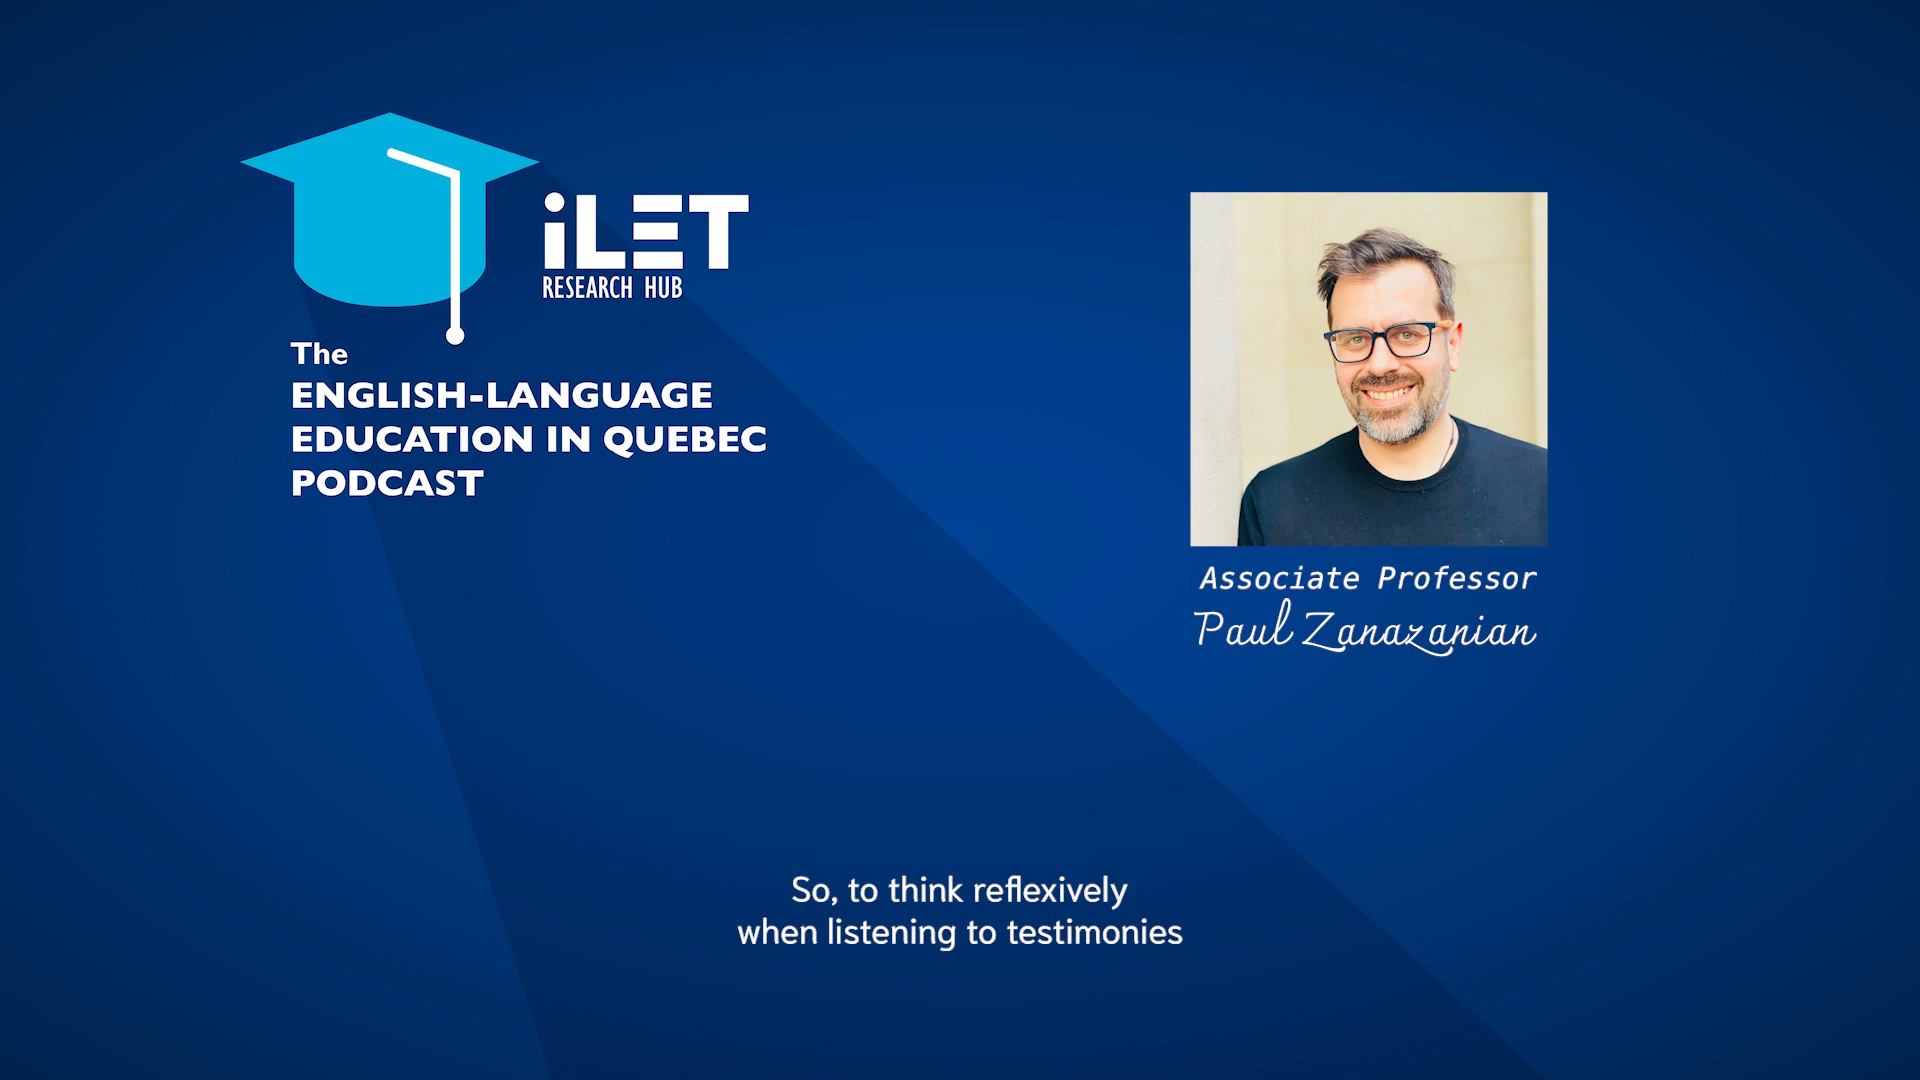 iLET
RESEARCH HUB
The
ENGLISH-LANGUAGE
EDUCATION IN QUEBEC
PODCAST
Associate Professor
Paul Zanazanian
So, to think reflexively
when listening to testimonies